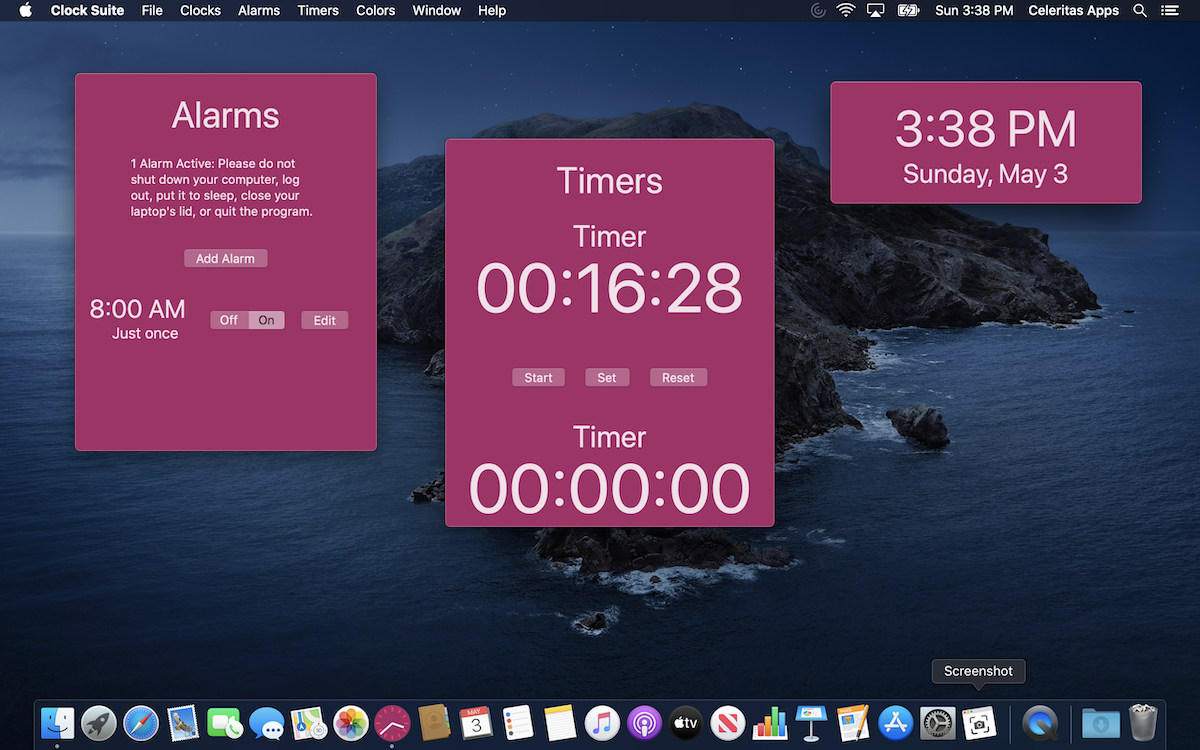 Clock Suite File Clocks Alarms Timers Colors Window Help Sun 3:38 PM Celeritas Apps
Alarms
1 Alarm Active: Please do not
shut down your computer, log
out, put it to sleep, close your
laptop's lid, or quit the program.
Add Alarm
8:00 AM
Just once
Off On Edit
Timers
Timer
00:16:28
Start Set Reset
Timer
00:00:00
3:38 PM
Sunday, May 3
Screenshot
MAY
3
tv